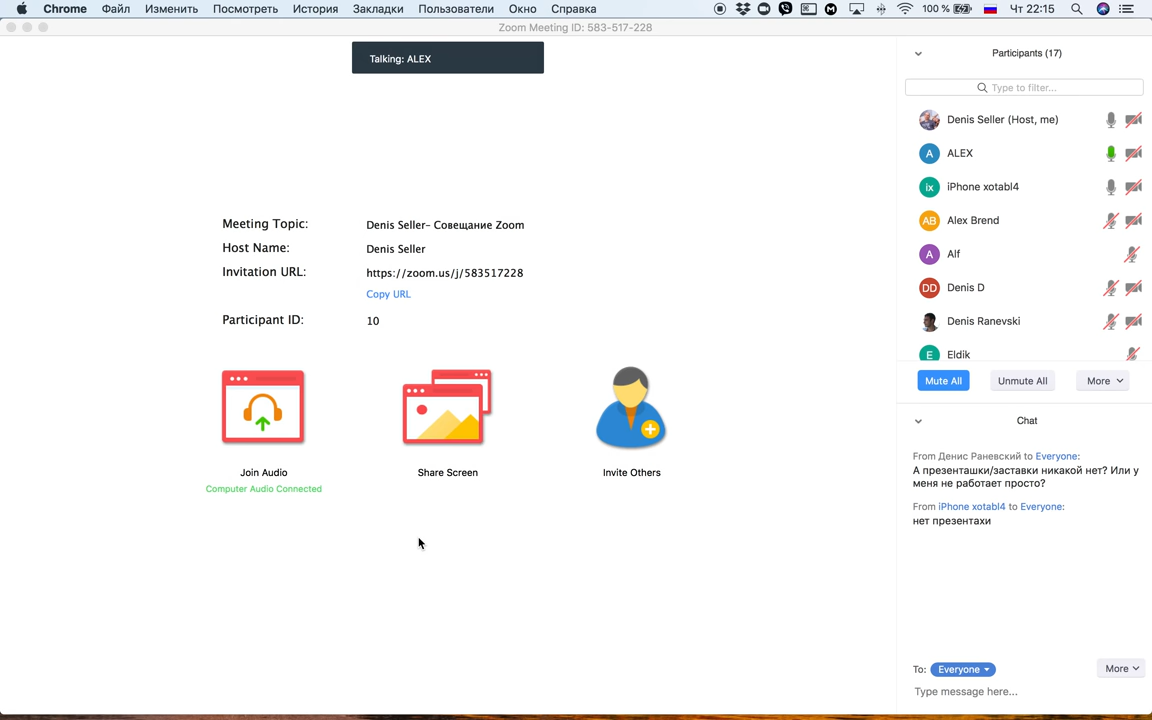 Chrome Файл Изменить Посмотреть История Закладки Пользователи Окно Справка 100 % Чт 22:15
Zoom Meeting ID: 583-517-228
Talking: ALEX
Meeting Topic: Denis Seller- Совещание Zoom
Host Name: Denis Seller
Invitation URL: https://zoom.us/j/583517228
Copy URL
Participant ID: 10
Join Audio Share Screen Invite Others
Computer Audio Connected
Participants (17)
Type to filter...
Denis Seller (Host, me)
A ALEX
ix iPhone xotabl4
AB Alex Brend
A Alf
DD Denis D
Denis Ranevski
E Eldik
Mute All Unmute All More
Chat
From Денис Раневский to Everyone:
А презенташки/заставки никакой нет? Или у
меня не работает просто?
From iPhone xotabl4 to Everyone:
нет презентахи
To: Everyone More
Type message here...